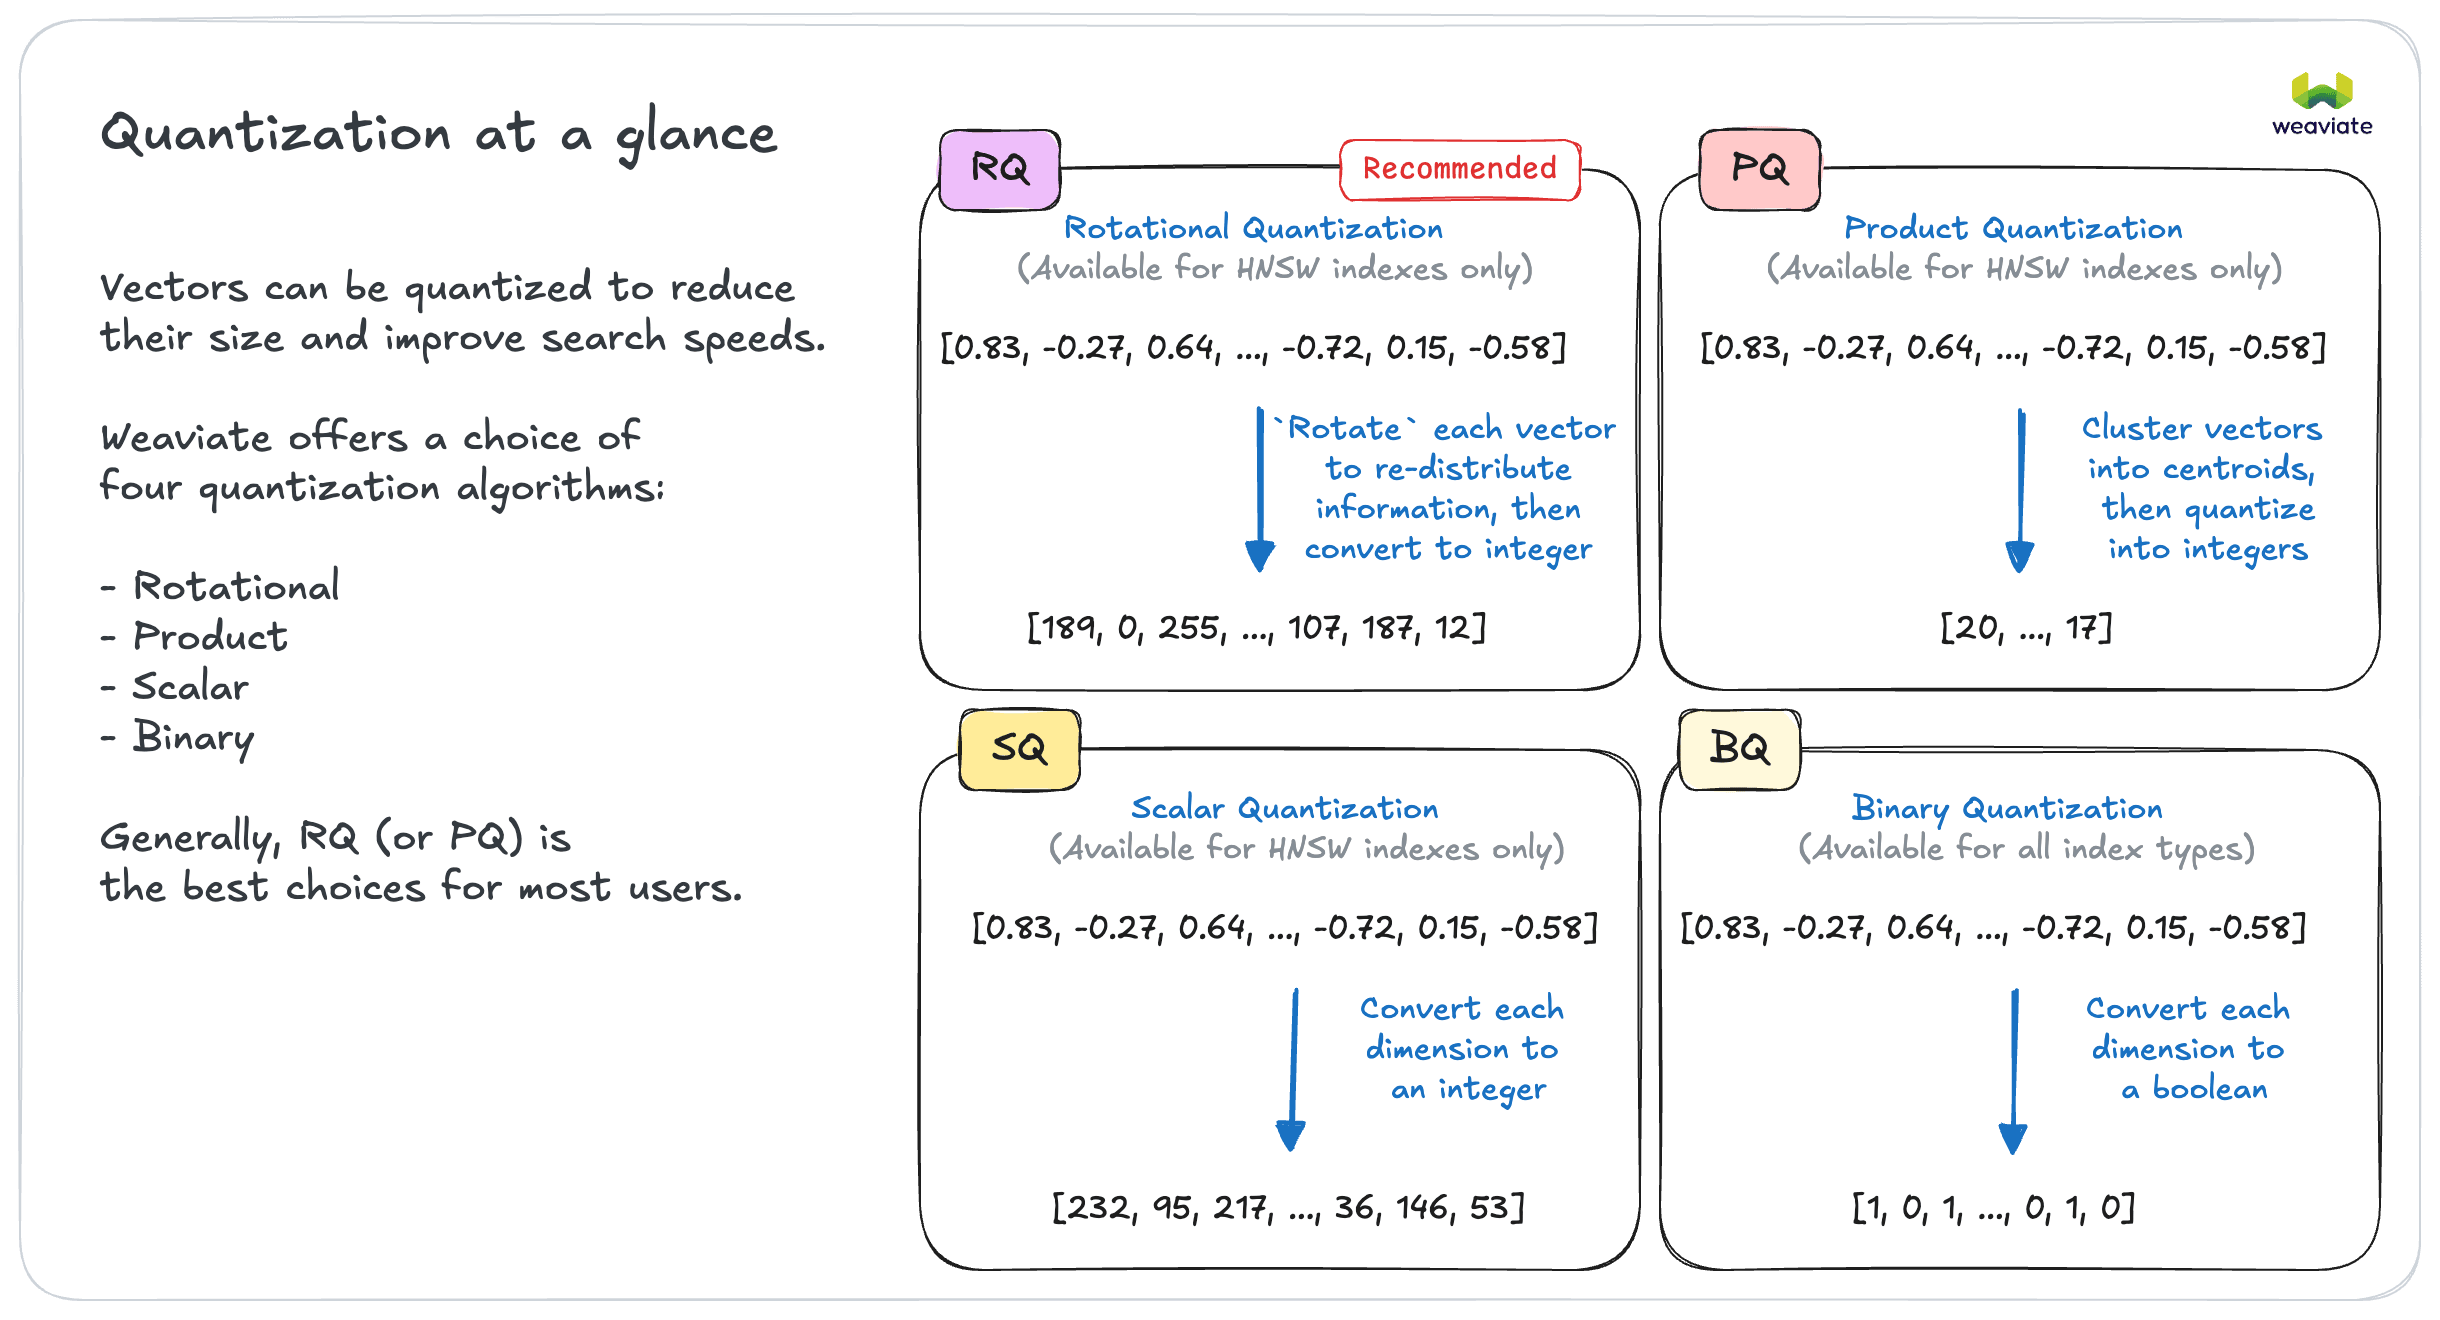 Quantization at a glance
Vectors can be quantized to reduce
their size and improve search speeds.
Weaviate offers a choice of
four quantization algorithms:
- Rotational
- Product
- Scalar
- Binary
Generally, RQ (or PQ) is
the best choices for most users.
weaviate
RQ
Recommended
Rotational Quantization
(Available for HNSW indexes only)
[0.83, -0.27, 0.64, ..., -0.72, 0.15, -0.58]
`Rotate` each vector
to re-distribute
information, then
convert to integer
[189, 0, 255, ..., 107, 187, 12]
PQ
Product Quantization
(Available for HNSW indexes only)
[0.83, -0.27, 0.64, ..., -0.72, 0.15, -0.58]
Cluster vectors
into centroids,
then quantize
into integers
[20, ..., 17]
SQ
Scalar Quantization
(Available for HNSW indexes only)
[0.83, -0.27, 0.64, ..., -0.72, 0.15, -0.58]
Convert each
dimension to
an integer
[232, 95, 217, ..., 36, 146, 53]
BQ
Binary Quantization
(Available for all index types)
[0.83, -0.27, 0.64, ..., -0.72, 0.15, -0.58]
Convert each
dimension to
a boolean
[1, 0, 1, ..., 0, 1, 0]